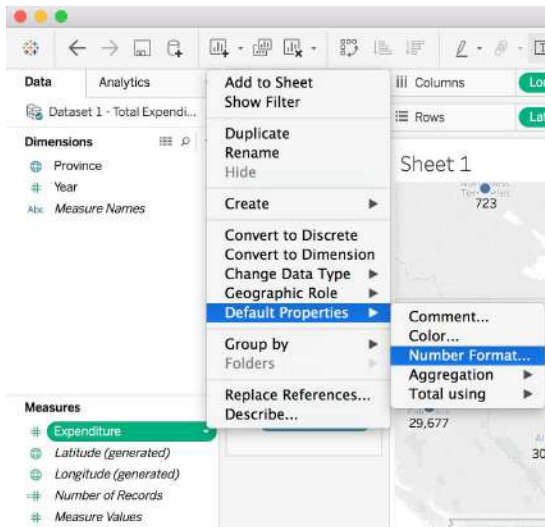 Data
Analytics
Dataset 1 - Total Expendi...
Dimensions
Province
Year
Abc Measure Names
Measures
Expenditure
Latitude (generated)
Longitude (generated)
Number of Records
Measure Values
Add to Sheet
Show Filter
Duplicate
Rename
Hide
Create
Convert to Discrete
Convert to Dimension
Change Data Type
Geographic Role
Default Properties
Group by
Folders
Replace References...
Describe...
Comment...
Color...
Number Format...
Aggregation
Total using
Columns
Rows
Sheet 1
723
29,677
30